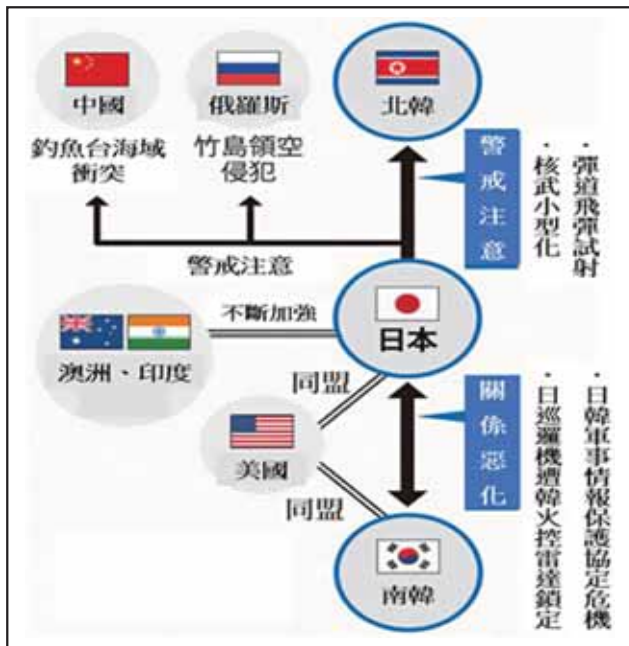 中國
俄羅斯
北韓
釣魚台海域
衝突
竹島領空
侵犯
警戒注意
·彈道飛彈試射
·核武小型化
警戒注意
不斷加強
日本
澳洲、印度
同盟
美國
同盟
關係惡化
·日韓軍事情報保護協定危機
·日巡邏機遭韓火控雷達鎖定
南韓